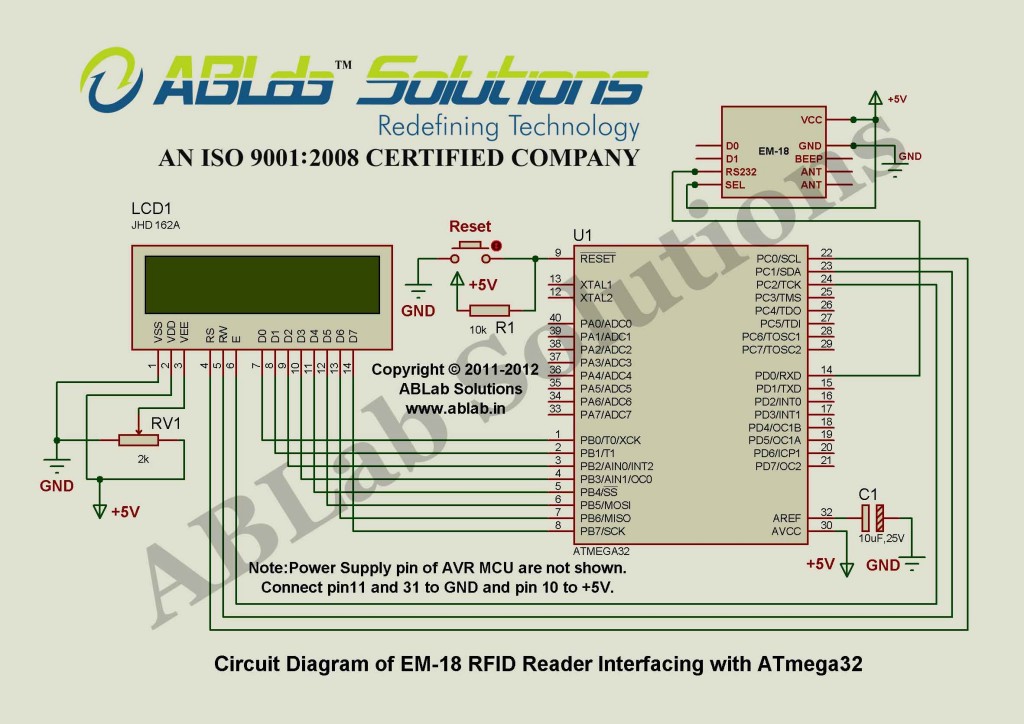 ABLab Solutions™
Redefining Technology
AN ISO 9001:2008 CERTIFIED COMPANY
+5V
VCC
D0 GND
D1 EM-18 BEEP
RS232 ANT
SEL ANT
GND
LCD1
JHD 162A
VSS VDD VEE RS RW E D0 D1 D2 D3 D4 D5 D6 D7
1 2 3 4 5 6 7 8 9 10 11 12 13 14
RV1
2k
GND
+5V
Reset
GND
+5V
R1
10k
Copyright © 2011-2012
ABLab Solutions
www.ablab.in
U1
9 RESET PC0/SCL 22
PC1/SDA 23
13 XTAL1 PC2/TCK 24
12 XTAL2 PC3/TMS 25
PC4/TDO 26
40 PA0/ADC0 PC5/TDI 27
39 PA1/ADC1 PC6/TOSC1 28
38 PA2/ADC2 PC7/TOSC2 29
37 PA3/ADC3
36 PA4/ADC4 PD0/RXD 14
35 PA5/ADC5 PD1/TXD 15
34 PA6/ADC6 PD2/INT0 16
33 PA7/ADC7 PD3/INT1 17
PD4/OC1B 18
1 PB0/T0/XCK PD5/OC1A 19
2 PB1/T1 PD6/ICP1 20
3 PB2/AIN0/INT2 PD7/OC2 21
4 PB3/AIN1/OC0
5 PB4/SS
6 PB5/MOSI
7 PB6/MISO AREF 32
8 PB7/SCK AVCC 30
ATMEGA32
C1
10uF,25V
+5V
GND
Note:Power Supply pin of AVR MCU are not shown.
Connect pin11 and 31 to GND and pin 10 to +5V.
Circuit Diagram of EM-18 RFID Reader Interfacing with ATmega32
ABLab Solutions